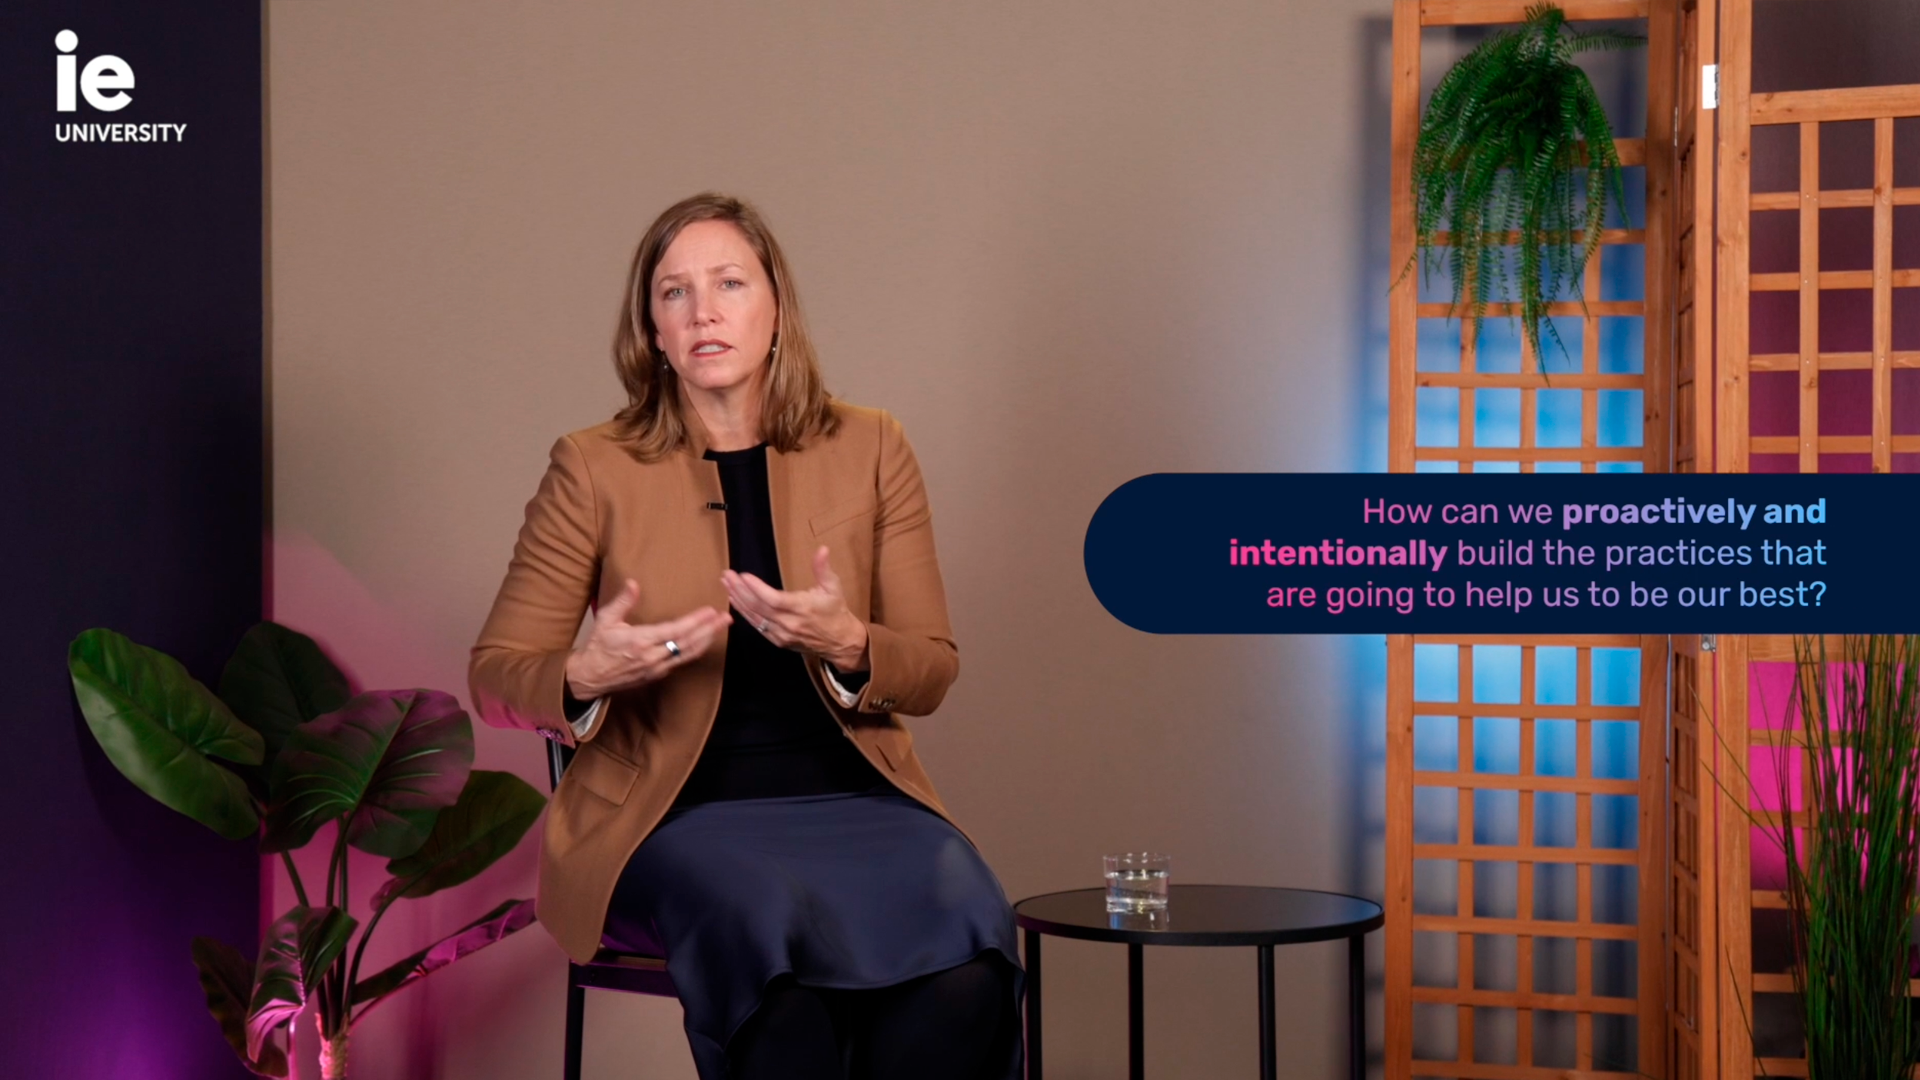 ie
UNIVERSITY
How can we proactively and
intentionally build the practices that
are going to help us to be our best?